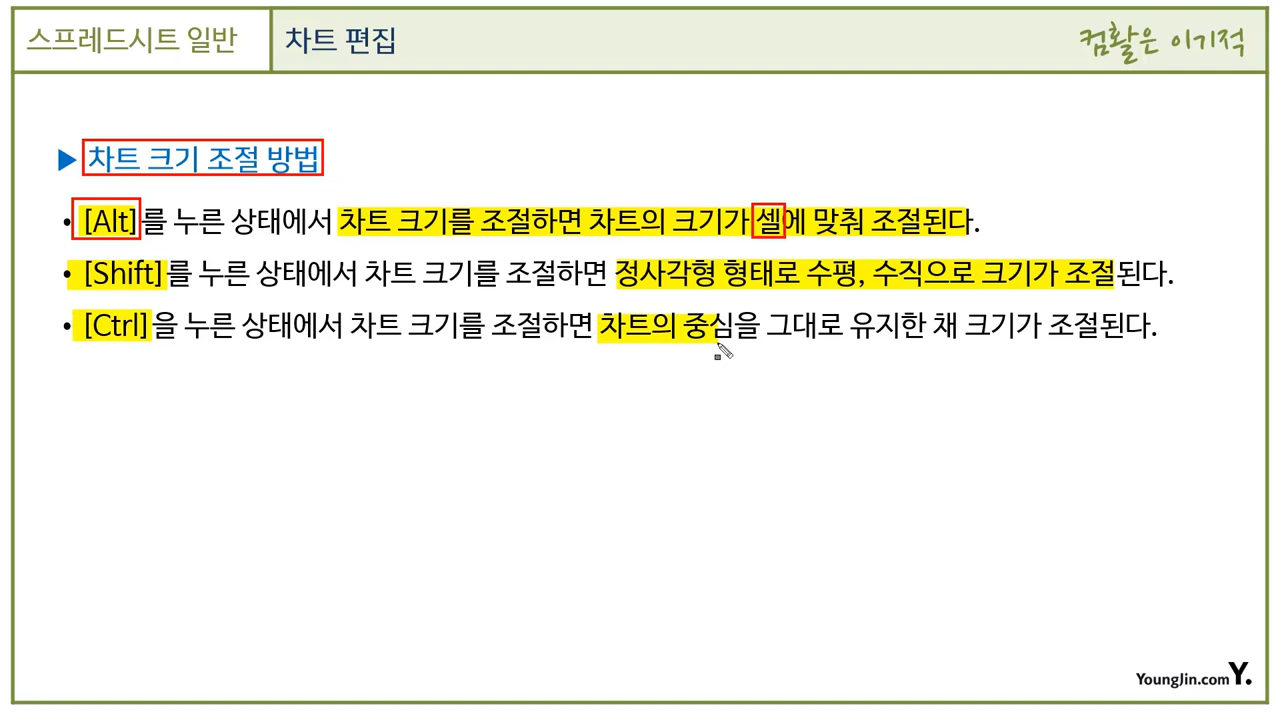 스프레드시트 일반
차트 편집
컴활은 이기적
▶ 차트 크기 조절 방법
• [Alt]를 누른 상태에서 차트 크기를 조절하면 차트의 크기가 셀에 맞춰 조절된다.
• [Shift]를 누른 상태에서 차트 크기를 조절하면 정사각형 형태로 수평, 수직으로 크기가 조절된다.
• [Ctrl]을 누른 상태에서 차트 크기를 조절하면 차트의 중심을 그대로 유지한 채 크기가 조절된다.
YoungJin.com Y.